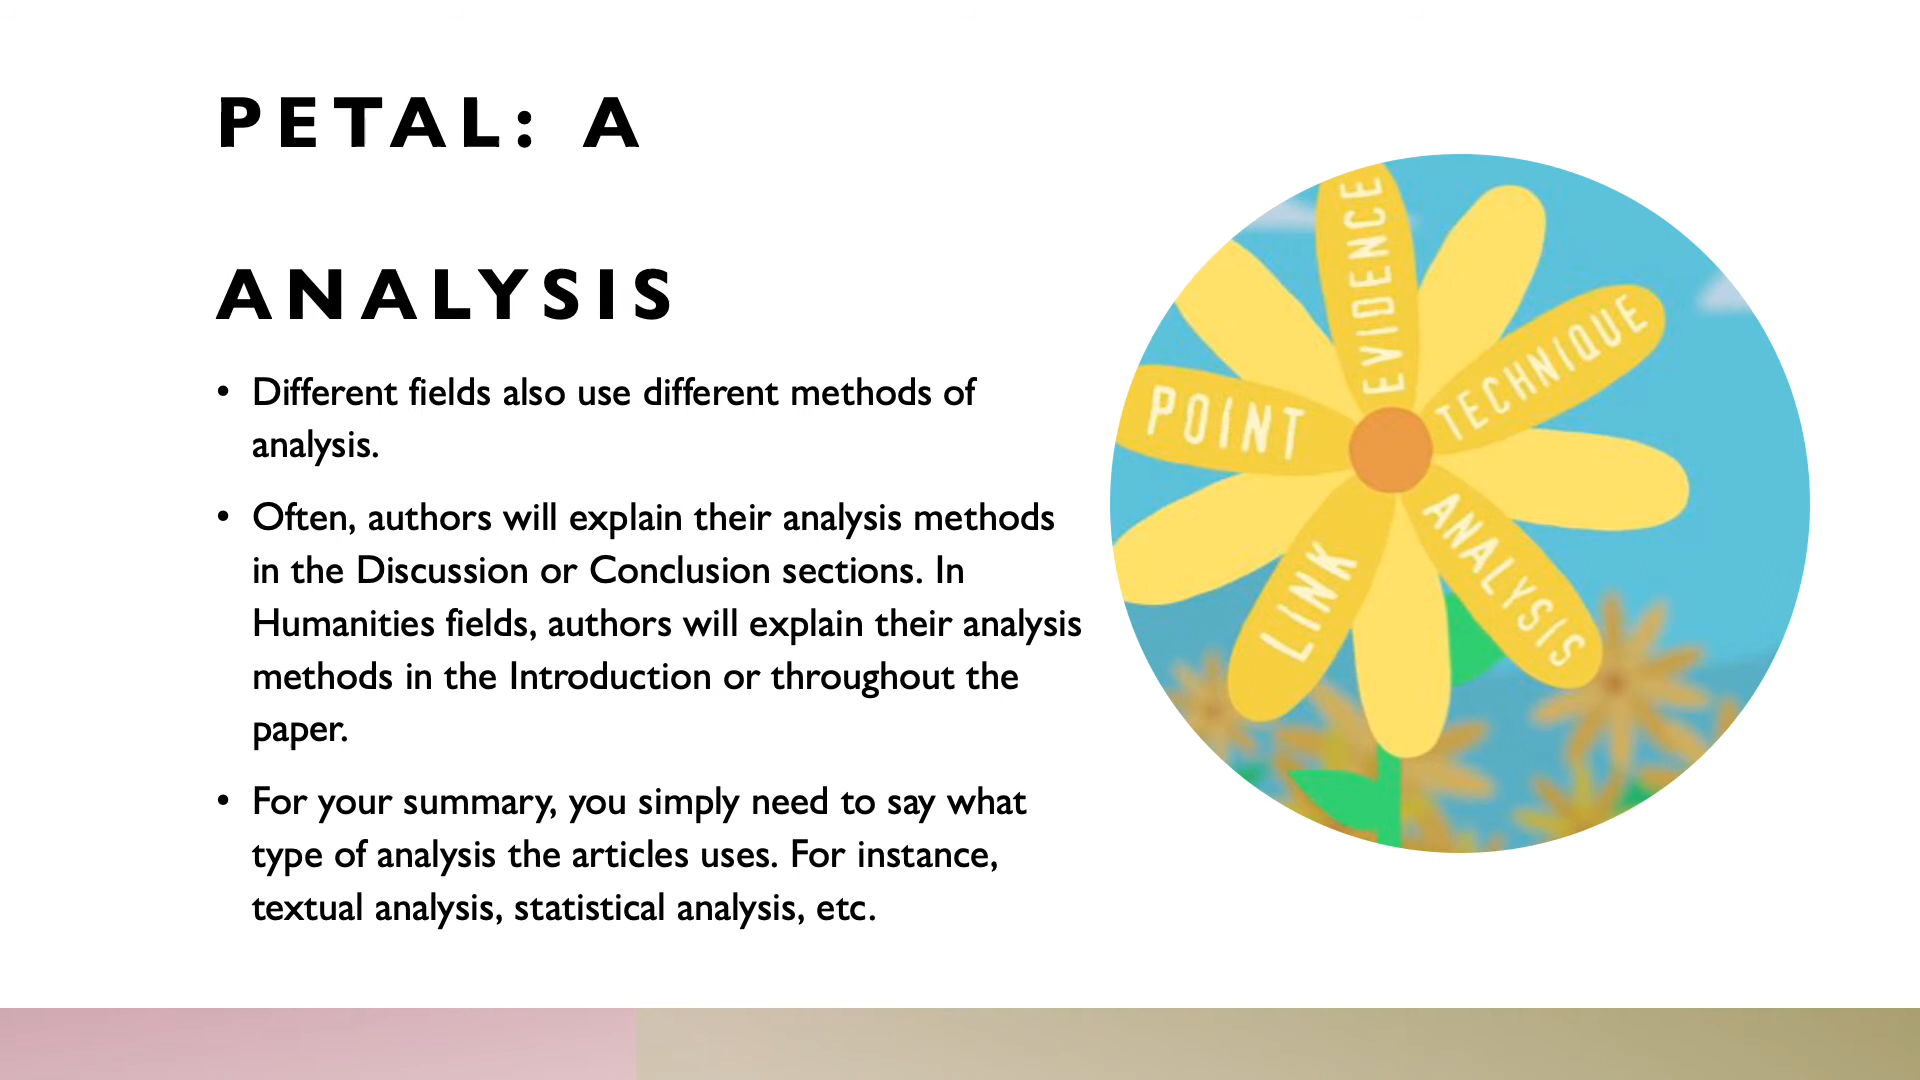 PETAL: A
ANALYSIS
• Different fields also use different methods of
analysis.
• Often, authors will explain their analysis methods
in the Discussion or Conclusion sections. In
Humanities fields, authors will explain their analysis
methods in the Introduction or throughout the
paper.
• For your summary, you simply need to say what
type of analysis the articles uses. For instance,
textual analysis, statistical analysis, etc.
POINT
EVIDENCE
TECHNIQUE
ANALYSIS
LINK